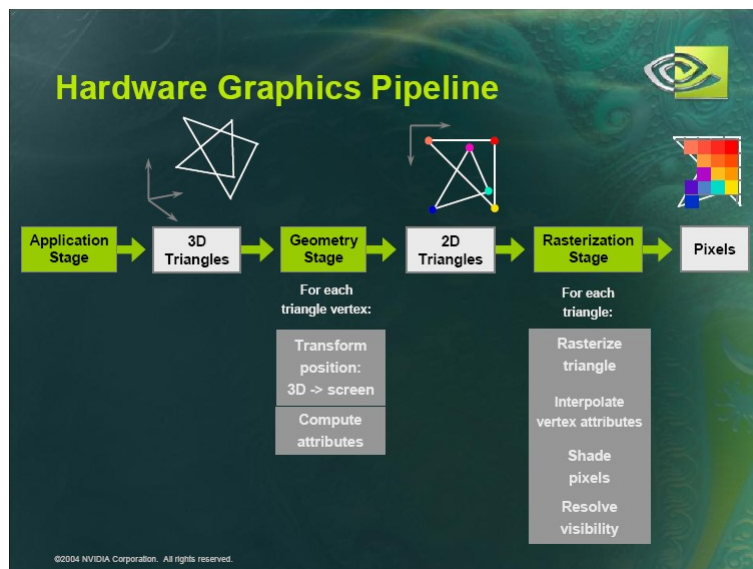 Hardware Graphics Pipeline
Application
Stage
3D
Triangles
Geometry
Stage
2D
Triangles
Rasterization
Stage
Pixels
For each
triangle vertex:
Transform
position:
3D -> screen
Compute
attributes
For each
triangle:
Rasterize
triangle
Interpolate
vertex attributes
Shade
pixels
Resolve
visibility
©2004 NVIDIA Corporation. All rights reserved.